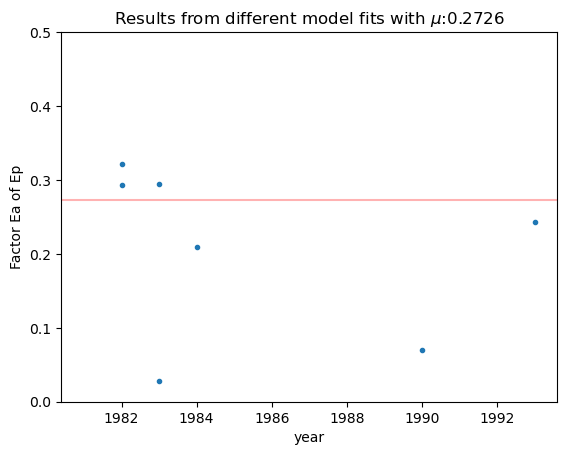 Results from different model fits with μ:0.2726
0.5
0.4
0.3
0.2
0.1
0.0
Factor Ea of Ep
1982 1984 1986 1988 1990 1992
year